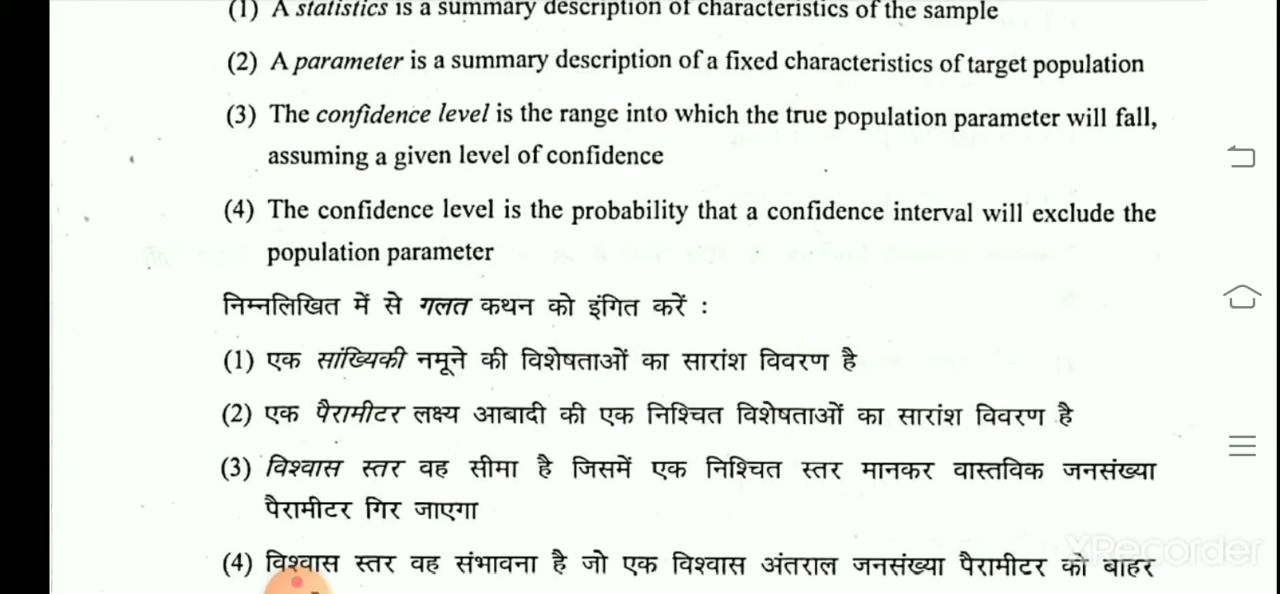 (1) A statistics is a summary description of characteristics of the sample
(2) A parameter is a summary description of a fixed characteristics of target population
(3) The confidence level is the range into which the true population parameter will fall,
assuming a given level of confidence
(4) The confidence level is the probability that a confidence interval will exclude the
population parameter
निम्नलिखित में से गलत कथन को इंगित करें :
(1) एक सांख्यिकी नमूने की विशेषताओं का सारांश विवरण है
(2) एक पैरामीटर लक्ष्य आबादी की एक निश्चित विशेषताओं का सारांश विवरण है
(3) विश्वास स्तर वह सीमा है जिसमें एक निश्चित स्तर मानकर वास्तविक जनसंख्या
पैरामीटर गिर जाएगा
(4) विश्वास स्तर वह संभावना है जो एक विश्वास अंतराल जनसंख्या पैरामीटर को बाहर
XRecorder